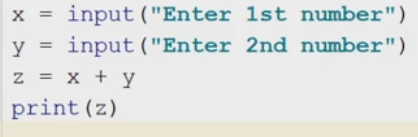 x = input("Enter 1st number")
y = input("Enter 2nd number")
z = x + y
print(z)